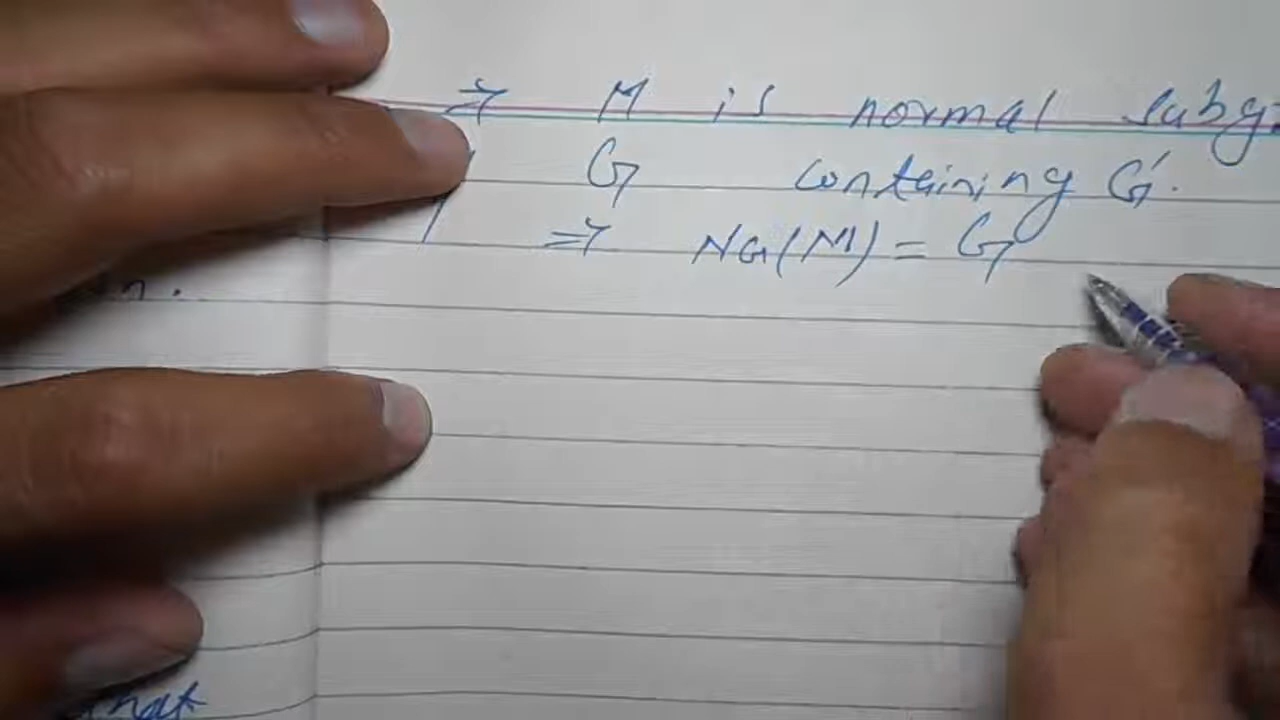 ⇒ M is normal
G containing G'.
⇒ NG(M) = G